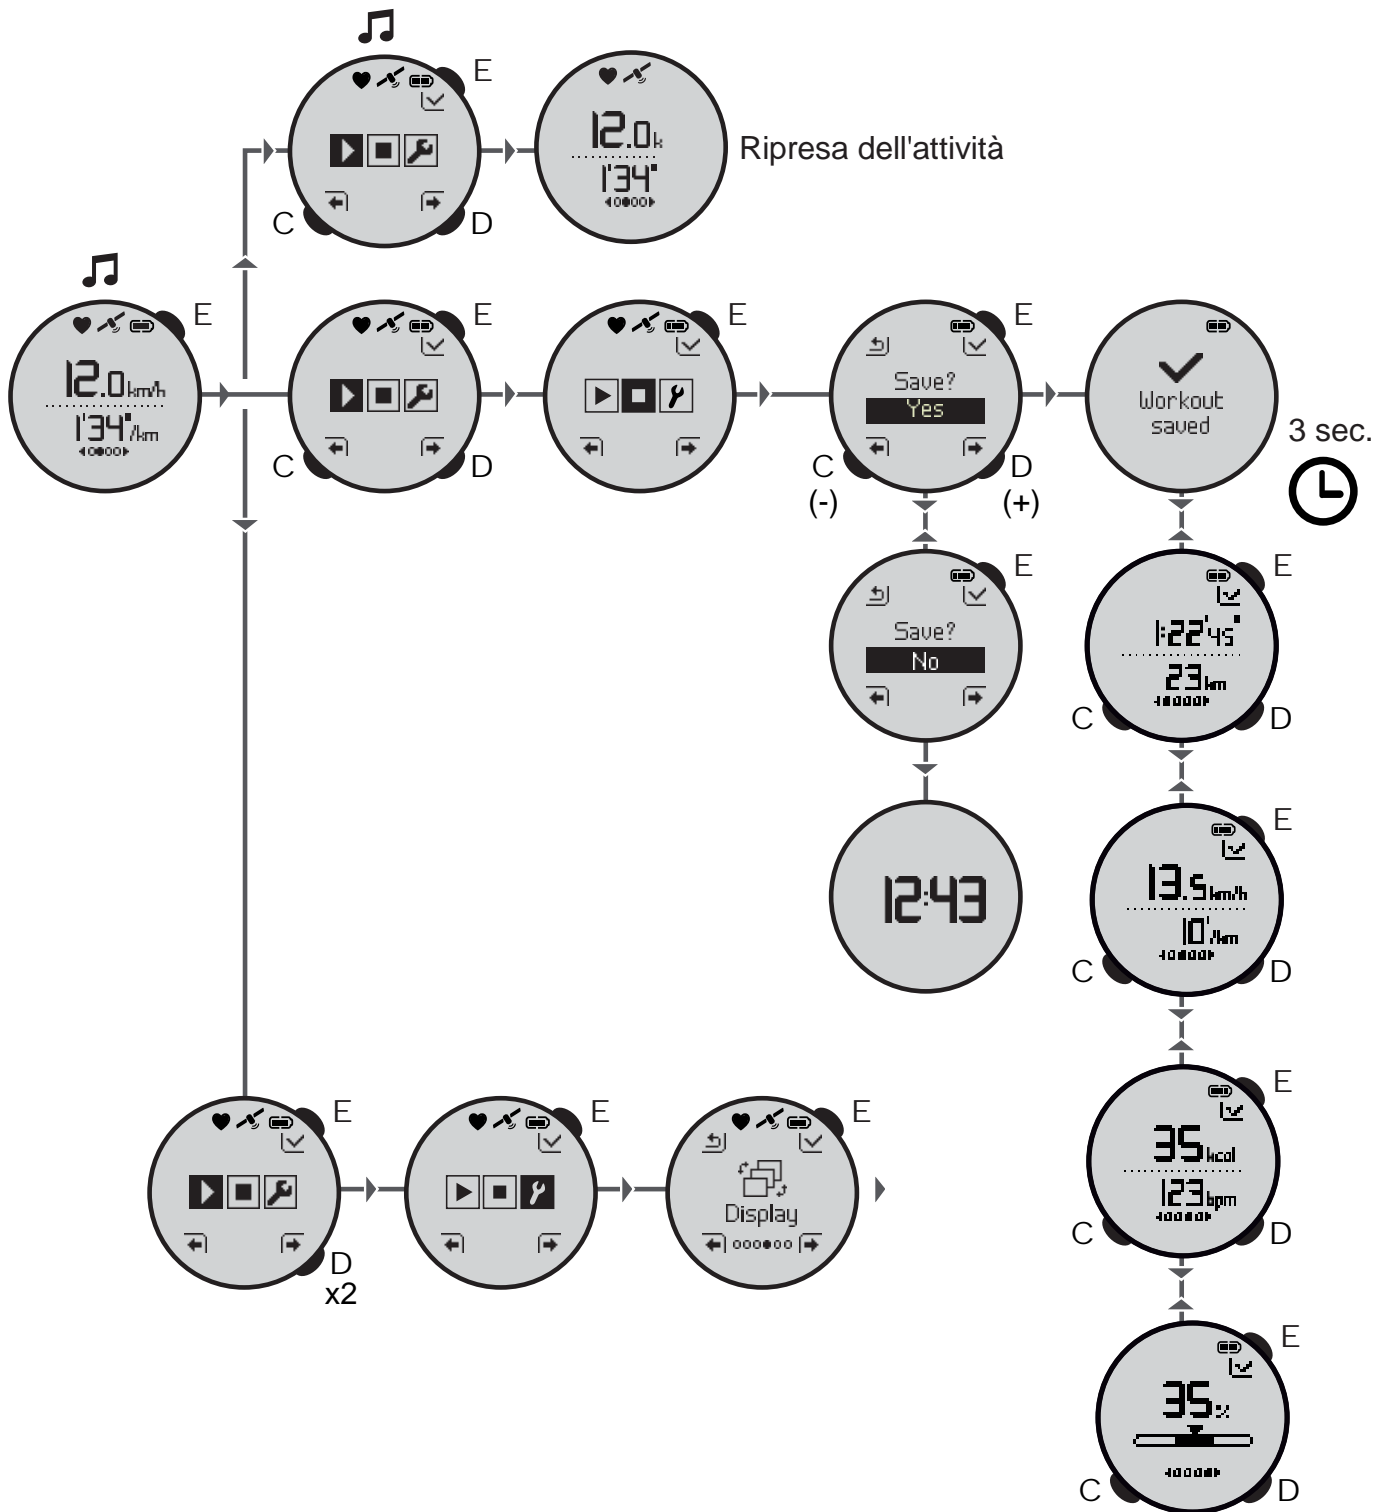 E
12.0k
1'34"
Ripresa dell'attività
C
D
E
12.0km/h
1'34"/km
E
C
D
E
Save?
Yes
E
C
(-)
D
(+)
Workout
saved
3 sec.
E
Save?
No
E
1:22'45"
23km
C
D
12:43
E
13.5km/h
10'/km
C
D
E
D
x2
E
E
Display
E
35kcal
123bpm
C
D
E
35%
C
D